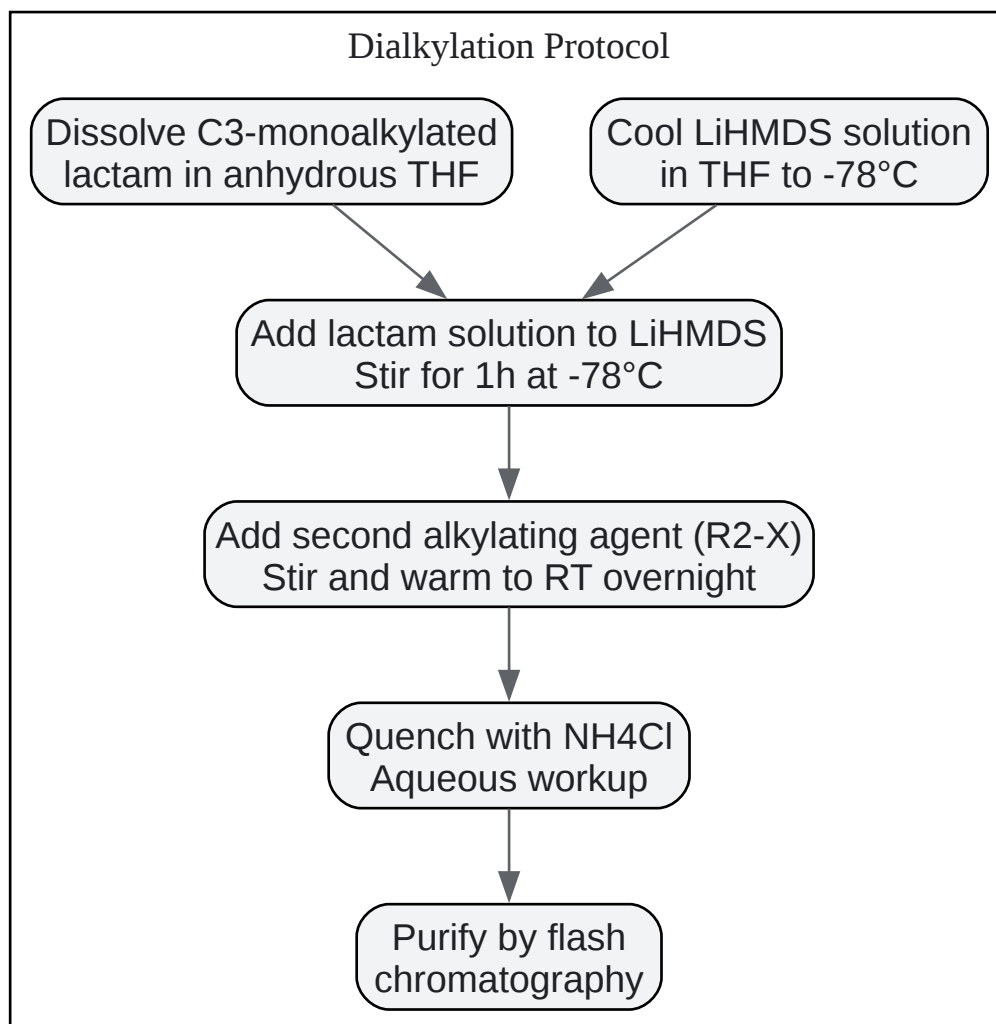 Dialkylation Protocol
Dissolve C3-monoalkylated
lactam in anhydrous THF
Cool LiHMDS solution
in THF to -78°C
Add lactam solution to LiHMDS
Stir for 1h at -78°C
Add second alkylating agent (R2-X)
Stir and warm to RT overnight
Quench with NH4Cl
Aqueous workup
Purify by flash
chromatography